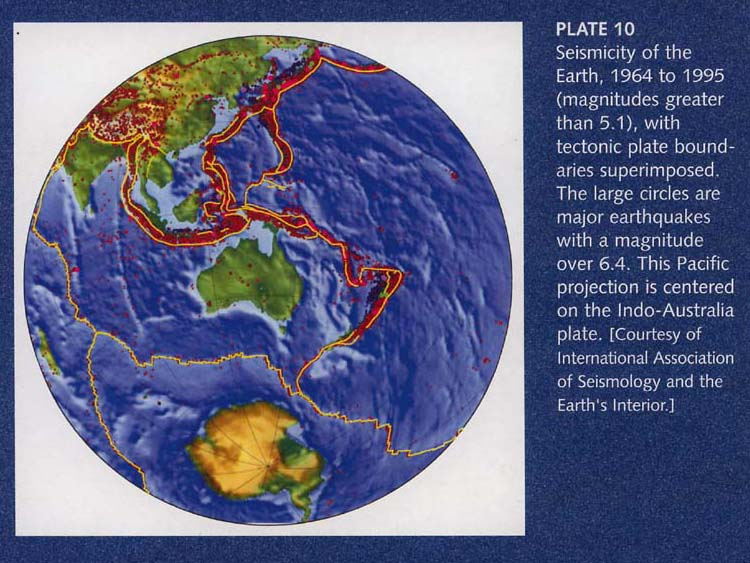 PLATE 10
Seismicity of the
Earth, 1964 to 1995
(magnitudes greater
than 5.1), with
tectonic plate bound-
aries superimposed.
The large circles are
major earthquakes
with a magnitude
over 6.4. This Pacific
projection is centered
on the Indo-Australia
plate. [Courtesy of
International Association
of Seismology and the
Earth's Interior.]